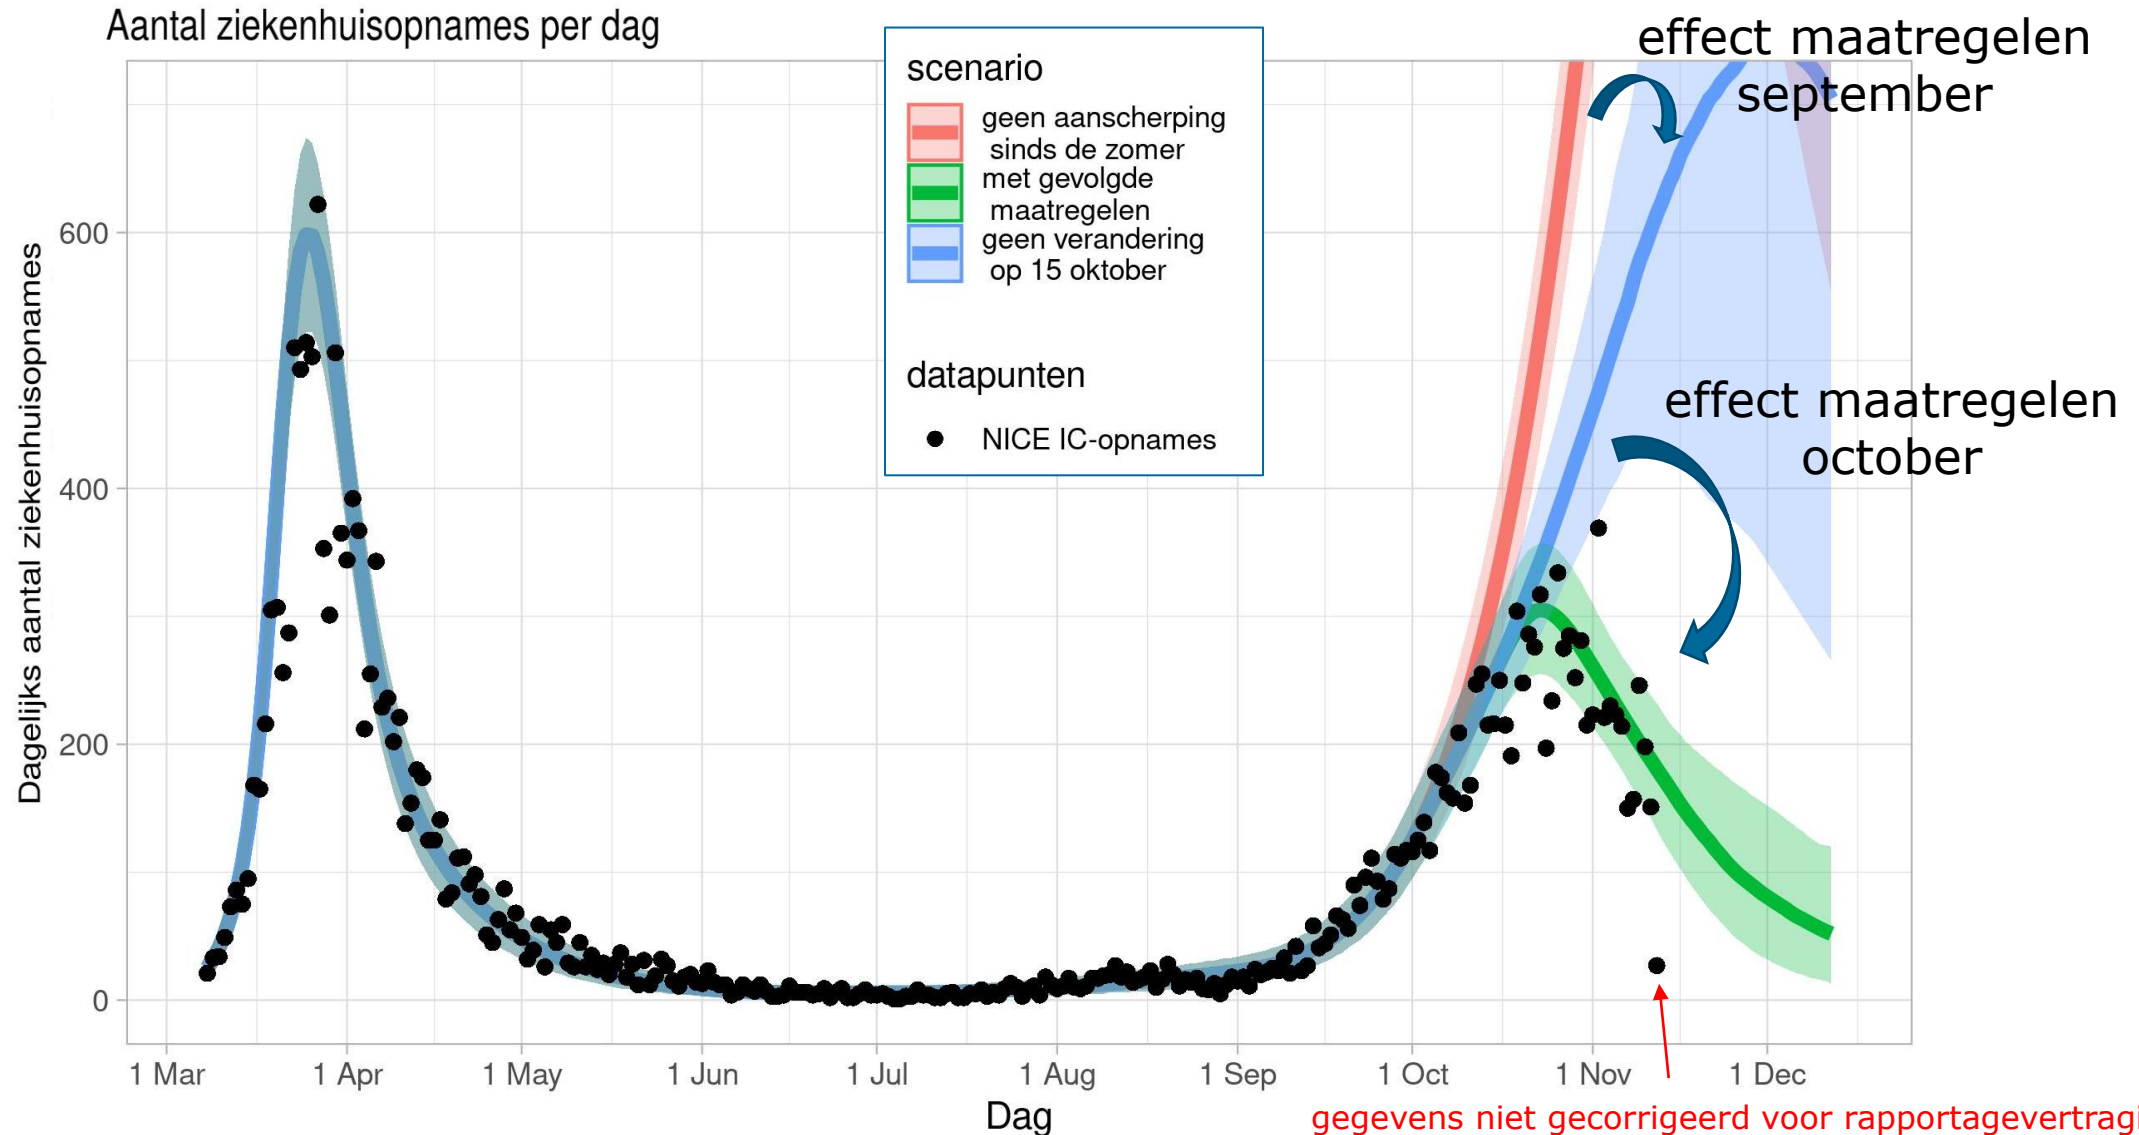 Aantal ziekenhuisopnames per dag
effect maatregelen
september
scenario
geen aanscherping
sinds de zomer
met gevolgde
maatregelen
geen verandering
op 15 oktober
datapunten
NICE IC-opnames
effect maatregelen
october
Dagelijks aantal ziekenhuisopnames
600
400
200
0
1 Mar
1 Apr
1 May
1 Jun
1 Jul
1 Aug
1 Sep
1 Oct
1 Nov
1 Dec
Dag
gegevens niet gecorrigeerd voor